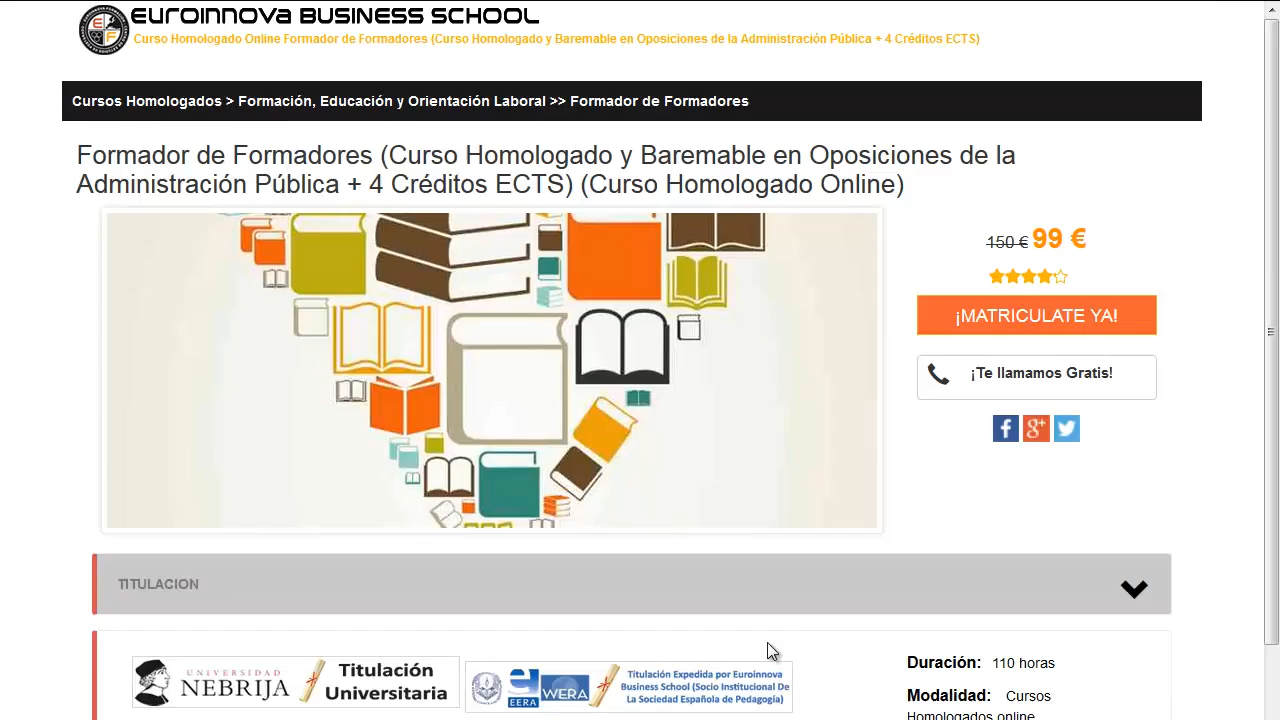 EUROINNOVA BUSINESS SCHOOL
Curso Homologado Online Formador de Formadores (Curso Homologado y Baremable en Oposiciones de la Administración Pública + 4 Créditos ECTS)
Cursos Homologados > Formación, Educación y Orientación Laboral >> Formador de Formadores
Formador de Formadores (Curso Homologado y Baremable en Oposiciones de la
Administración Pública + 4 Créditos ECTS) (Curso Homologado Online)
150 € 99 €
¡MATRICULATE YA!
¡Te llamamos Gratis!
TITULACION
UNIVERSIDAD
NEBRIJA
Titulación
Universitaria
EERA
WERA
Titulación Expedida por Euroinnova
Business School (Socio Institucional De
La Sociedad Española de Pedagogía)
Duración: 110 horas
Modalidad: Cursos
Homologados online